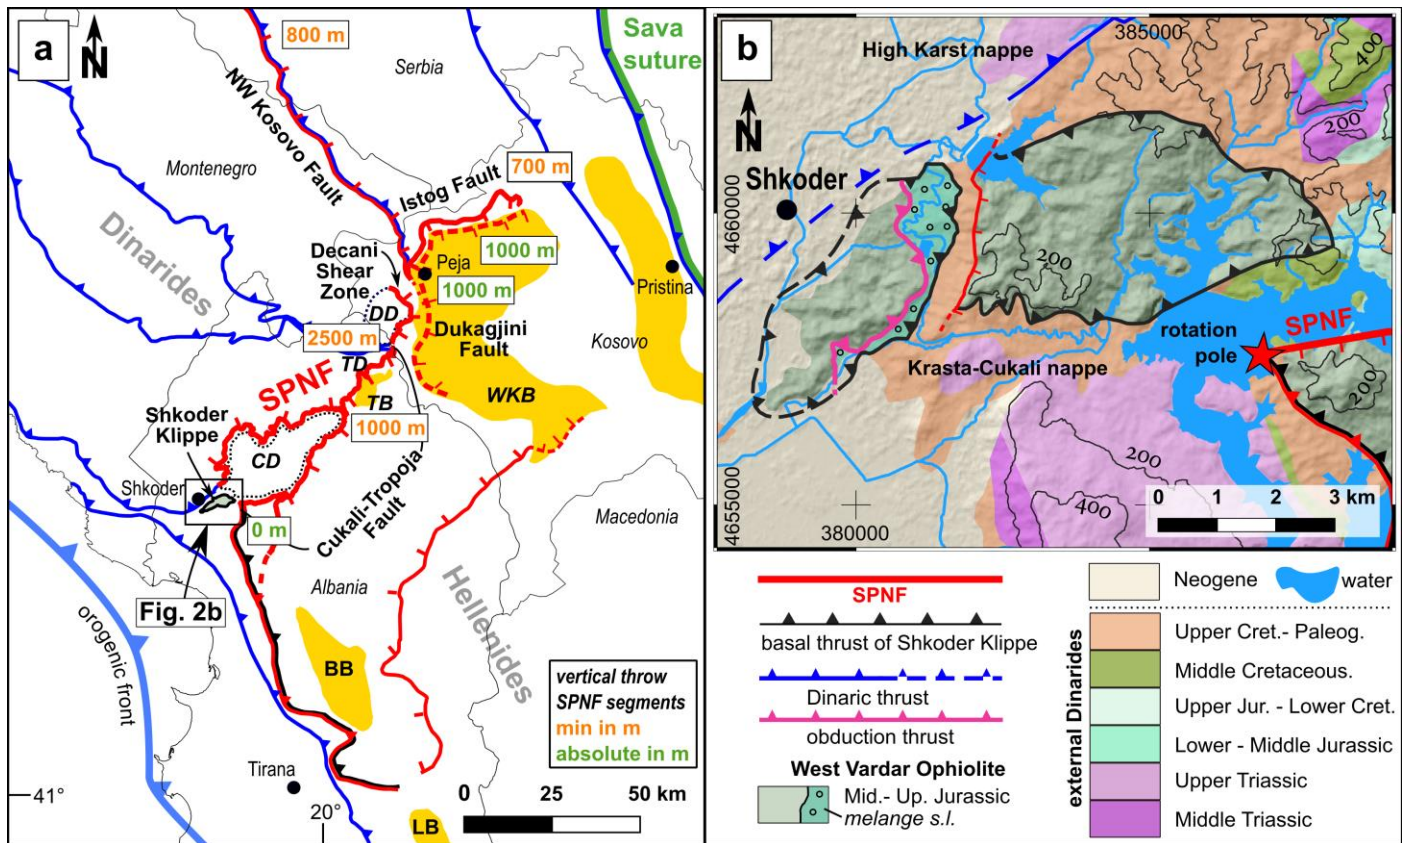 a
N
800 m
Serbia
Sava
suture
NW Kosovo Fault
Montenegro
700 m
Istog Fault
Dinarides
Decani
Shear
Zone
1000 m
Peja
1000 m
Pristina
DD
2500 m
Dukagjini
Fault
Kosovo
TD
SPNF
WKB
TB
Shkoder
Klippe
1000 m
CD
Shkoder
0 m
Cukali-Tropoja
Fault
Macedonia
Albania
Fig. 2b
Hellenides
orogenic front
BB
vertical throw
SPNF segments
min in m
absolute in m
Tirana
41°
20°
0 25 50 km
LB
b
N
High Karst nappe
385000
400
200
Shkoder
4660000
200
rotation
pole
SPNF
Krasta-Cukali nappe
200
200
400
4655000
380000
0 1 2 3 km
SPNF
basal thrust of Shkoder Klippe
Dinaric thrust
obduction thrust
West Vardar Ophiolite
Mid.- Up. Jurassic
melange s.l.
Neogene
water
external Dinarides
Upper Cret.- Paleog.
Middle Cretaceous.
Upper Jur. - Lower Cret.
Lower - Middle Jurassic
Upper Triassic
Middle Triassic